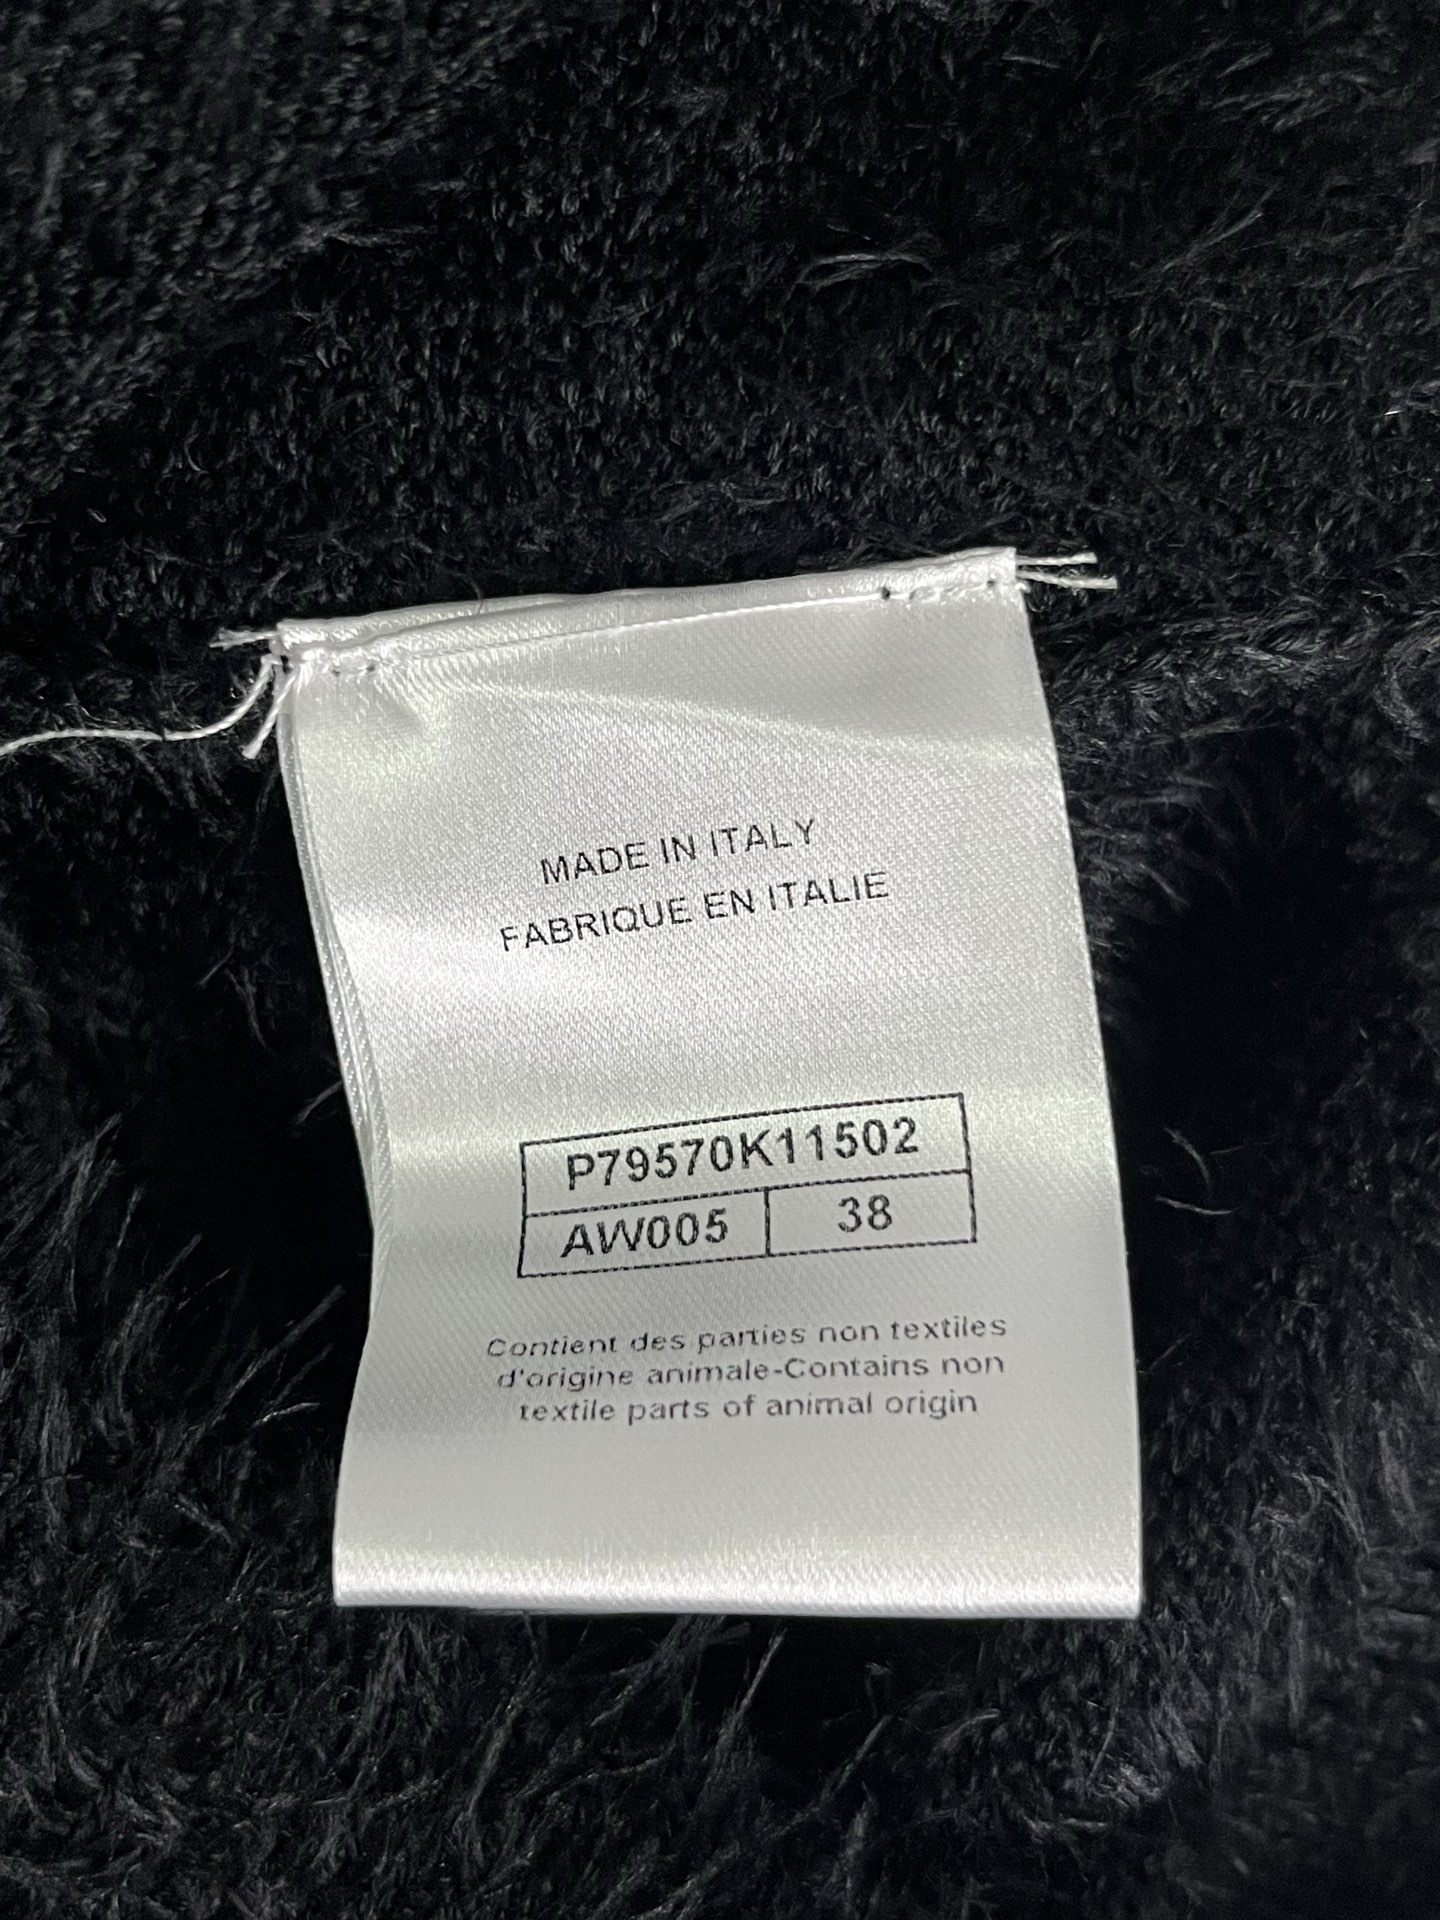 MADE IN ITALY
FABRIQUE EN ITALIE
P79570K11502
AW005 38
Contient des parties non textiles
d'origine animale-Contains non
textile parts of animal origin